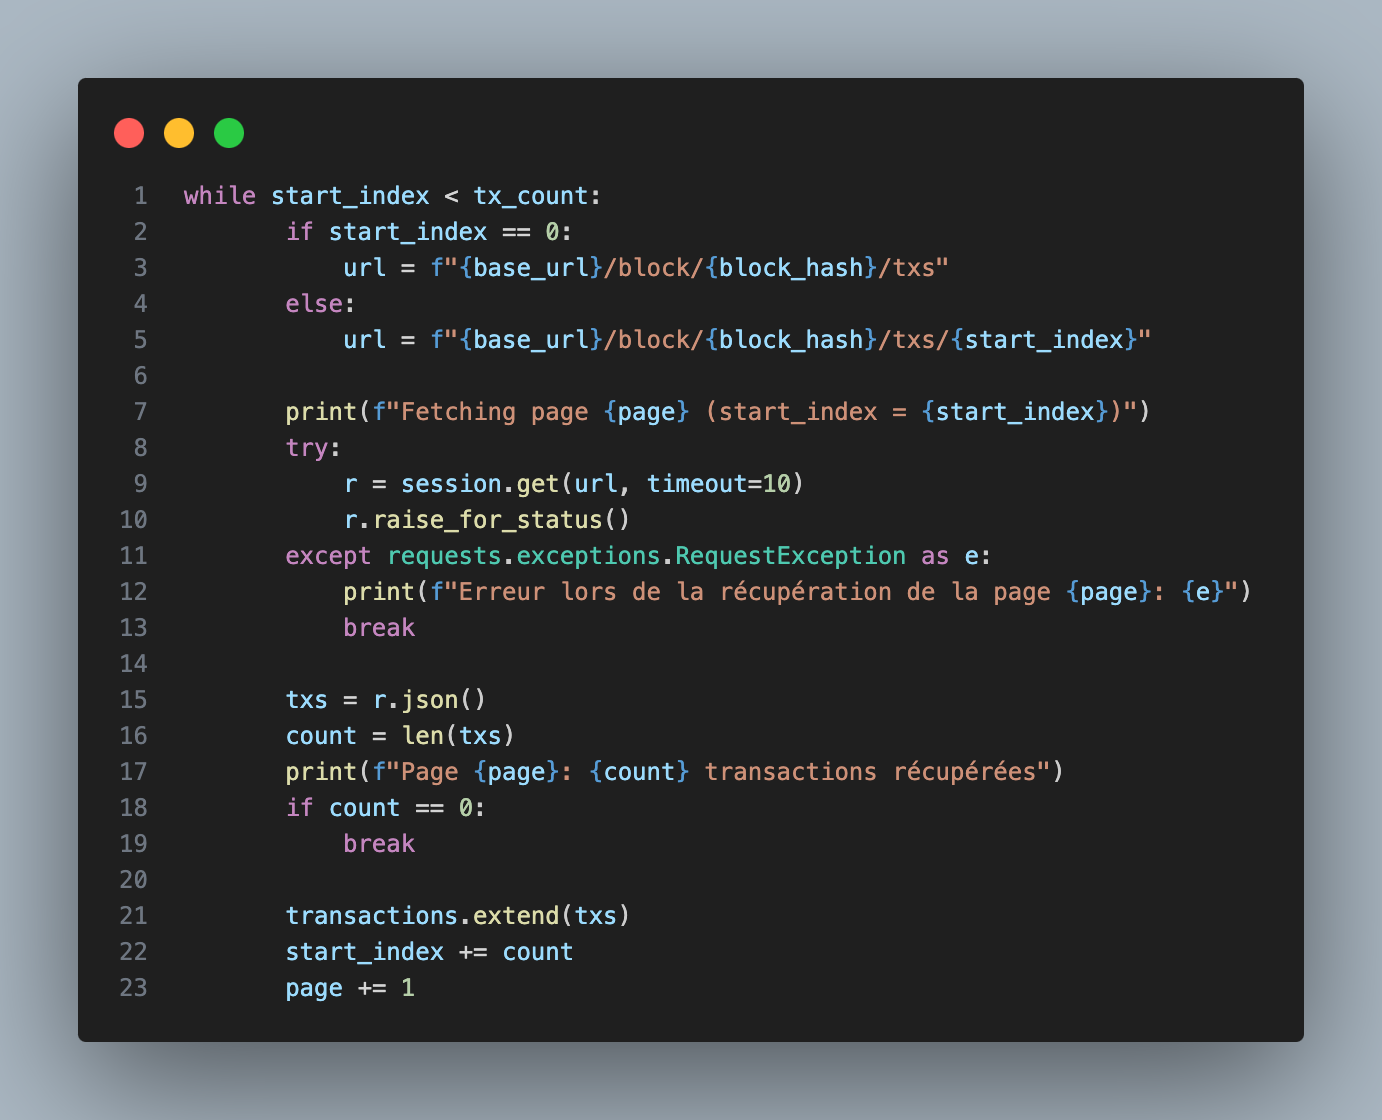 1 while start_index < tx_count:
2 if start_index == 0:
3 url = f"{base_url}/block/{block_hash}/txs"
4 else:
5 url = f"{base_url}/block/{block_hash}/txs/{start_index}"
6
7 print(f"Fetching page {page} (start_index = {start_index})")
8 try:
9 r = session.get(url, timeout=10)
10 r.raise_for_status()
11 except requests.exceptions.RequestException as e:
12 print(f"Erreur lors de la récupération de la page {page}: {e}")
13 break
14
15 txs = r.json()
16 count = len(txs)
17 print(f"Page {page}: {count} transactions récupérées")
18 if count == 0:
19 break
20
21 transactions.extend(txs)
22 start_index += count
23 page += 1